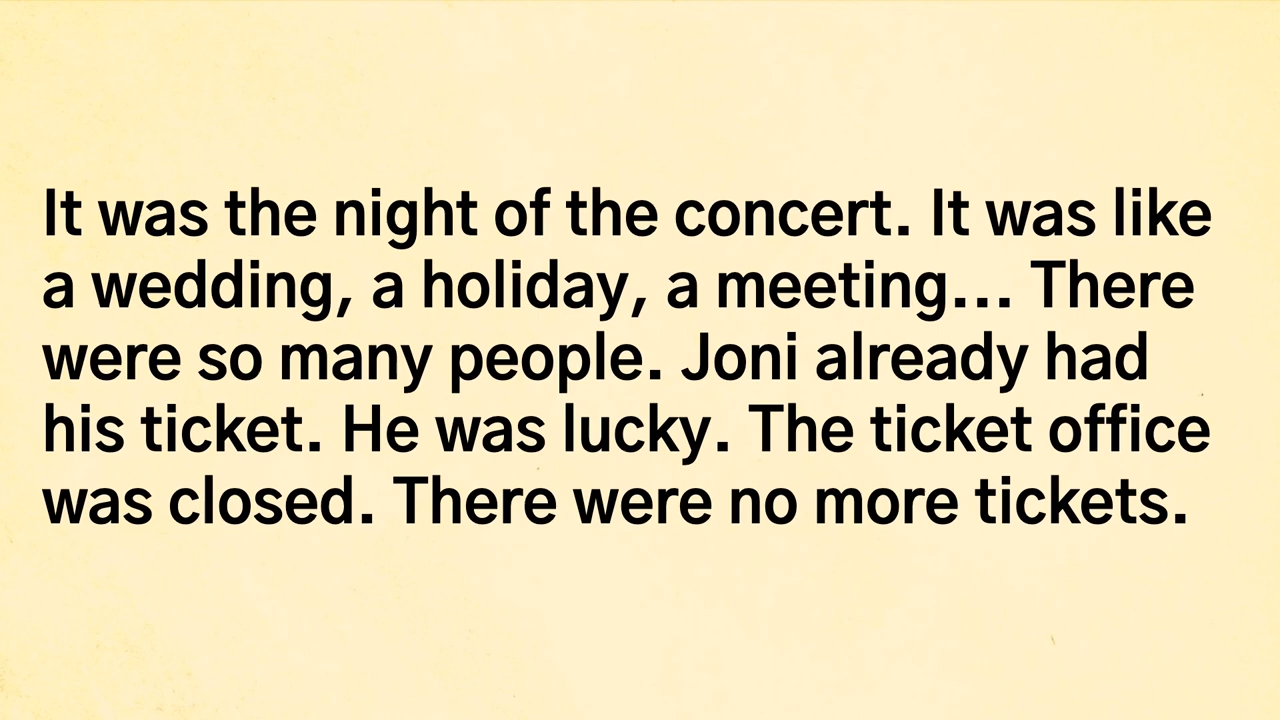 It was the night of the concert. It was like
a wedding, a holiday, a meeting... There
were so many people. Joni already had
his ticket. He was lucky. The ticket office
was closed. There were no more tickets.